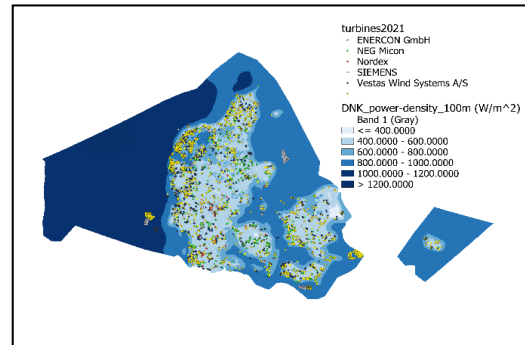 turbines2021
ENERCON GmbH
NEG Micon
Nordex
SIEMENS
Vestas Wind Systems A/S
DNK_power-density_100m (W/m^2)
Band 1 (Gray)
<= 400.0000
400.0000 - 600.0000
600.0000 - 800.0000
800.0000 - 1000.0000
1000.0000 - 1200.0000
> 1200.0000